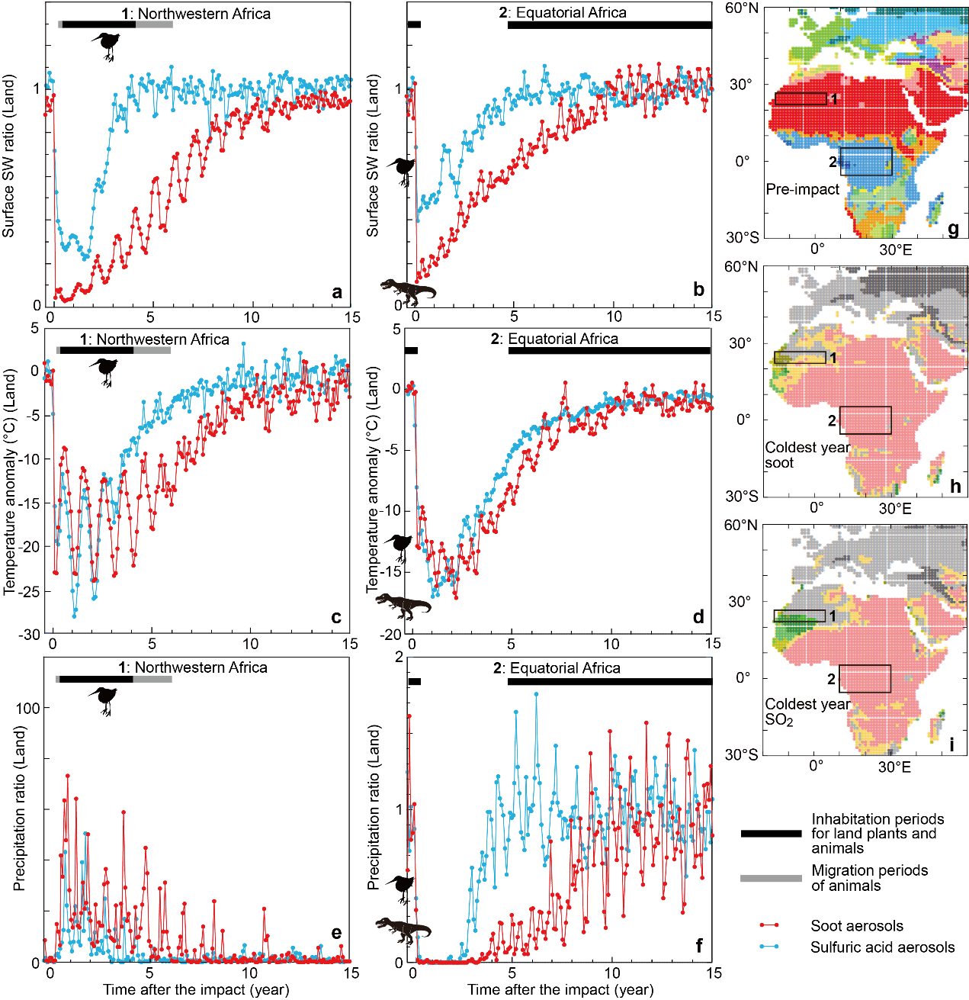 1: Northwestern Africa
Surface SW ratio (Land)
1
0
0
5
10
15
a
2: Equatorial Africa
Surface SW ratio (Land)
1
0
0
5
10
15
b
60°N
30°
0°
30°S
0°
30°E
1
2
Pre-impact
g
1: Northwestern Africa
Temperature anomaly (°C) (Land)
5
0
-5
-10
-15
-20
-25
-30
0
5
10
15
c
2: Equatorial Africa
Temperature anomaly (°C) (Land)
5
0
-5
-10
-15
-20
0
5
10
15
d
60°N
30°
0°
30°S
0°
30°E
1
2
Coldest year
soot
h
1: Northwestern Africa
Precipitation ratio (Land)
100
0
0
5
10
15
Time after the impact (year)
e
2: Equatorial Africa
Precipitation ratio (Land)
2
1
0
0
5
10
15
Time after the impact (year)
f
60°N
30°
0°
30°S
0°
30°E
1
2
Coldest year
SO2
i
Inhabitation periods
for land plants and
animals
Migration periods
of animals
Soot aerosols
Sulfuric acid aerosols